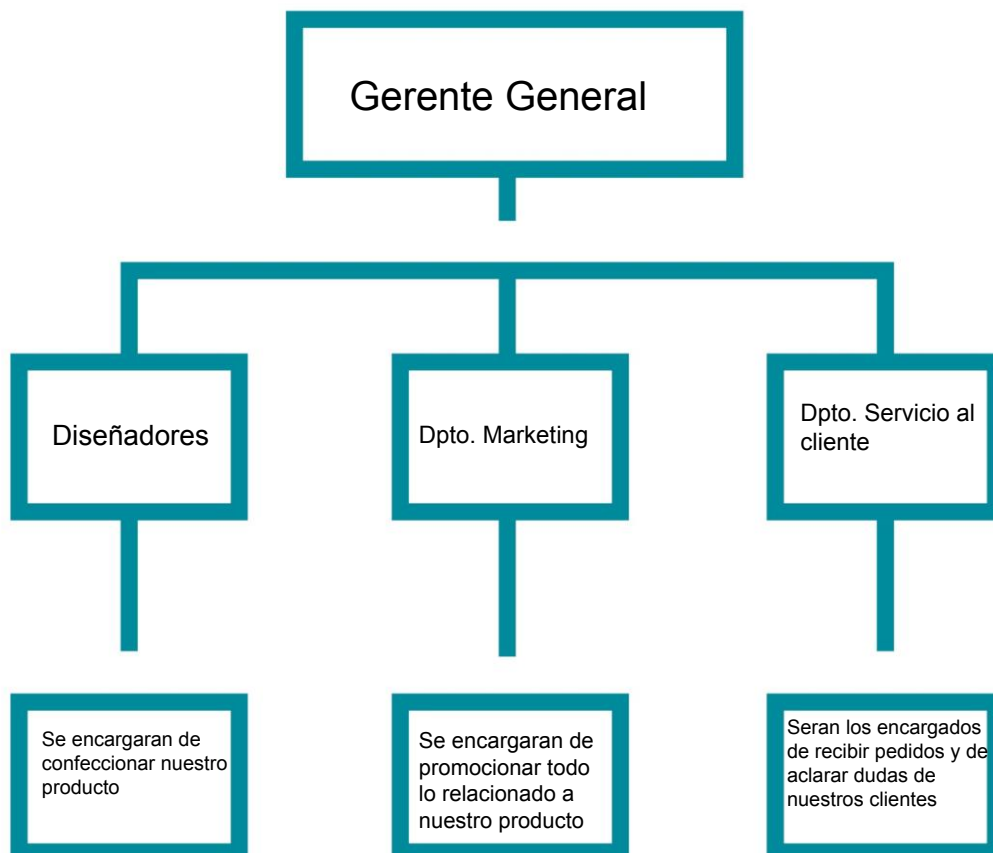 Gerente General
Diseñadores
Dpto. Marketing
Dpto. Servicio al
cliente
Se encargaran de
confeccionar nuestro
producto
Se encargaran de
promocionar todo
lo relacionado a
nuestro producto
Seran los encargados
de recibir pedidos y de
aclarar dudas de
nuestros clientes